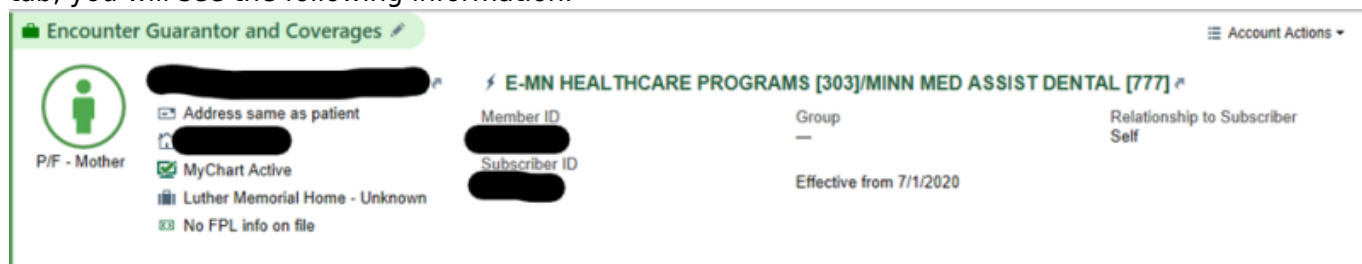 tab, you will see the following information:
Encounter Guarantor and Coverages
Account Actions
E-MN HEALTHCARE PROGRAMS [303]/MINN MED ASSIST DENTAL [777]
Address same as patient
Member ID
Group
Relationship to Subscriber
—
Self
P/F - Mother
MyChart Active
Subscriber ID
Effective from 7/1/2020
Luther Memorial Home - Unknown
No FPL info on file